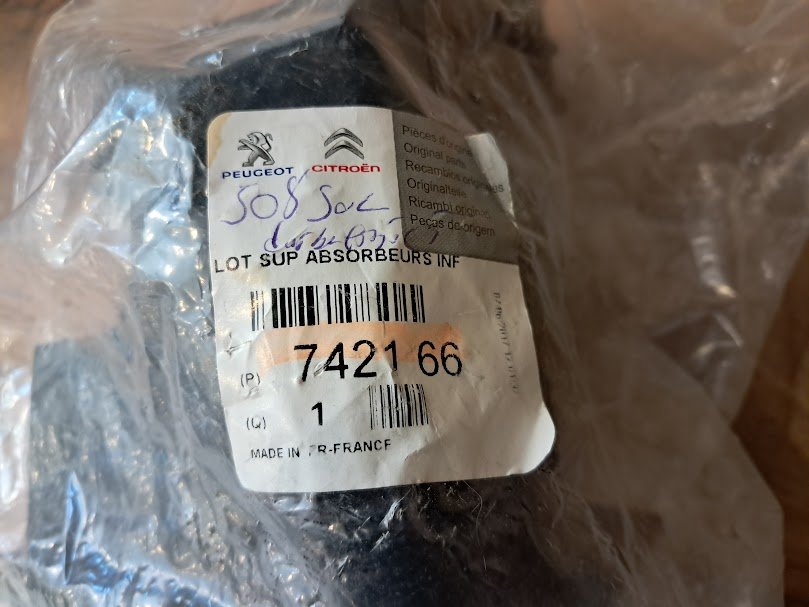 PEUGEOT CITROËN
Pièces d'origine
Original parts
Recambios originales
Originalteile
Ricambi originali
Peças de origem
508
LOT SUP ABSORBEURS INF
(P) 7421 66
(Q) 1
MADE IN FR-FRANCE